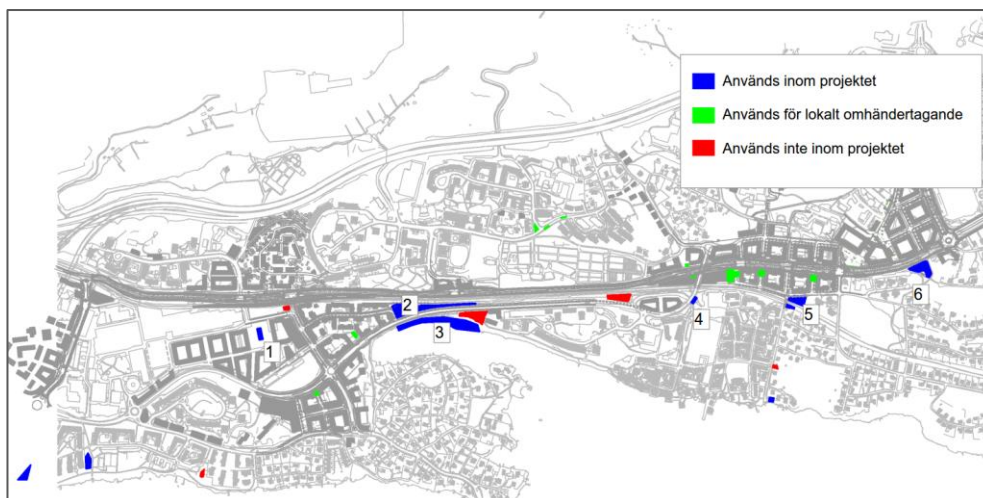 Används inom projektet
Används för lokalt omhändertagande
Används inte inom projektet
1
2
3
4
5
6